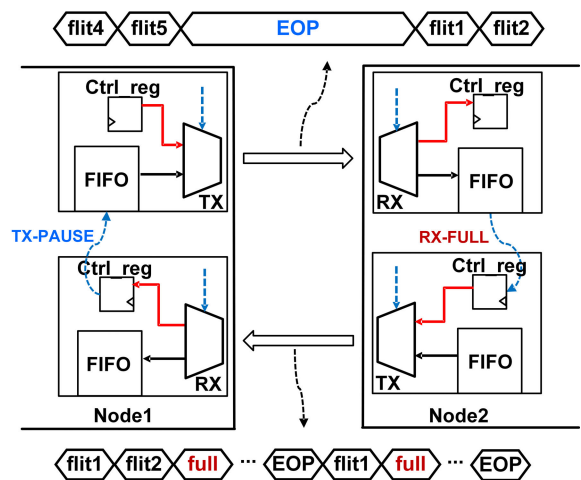 flit4 flit5 EOP flit1 flit2
Ctrl_reg Ctrl_reg
FIFO TX RX FIFO
TX-PAUSE RX-FULL
Ctrl_reg Ctrl_reg
FIFO RX TX FIFO
Node1 Node2
flit1 flit2 full ... EOP flit1 full ... EOP